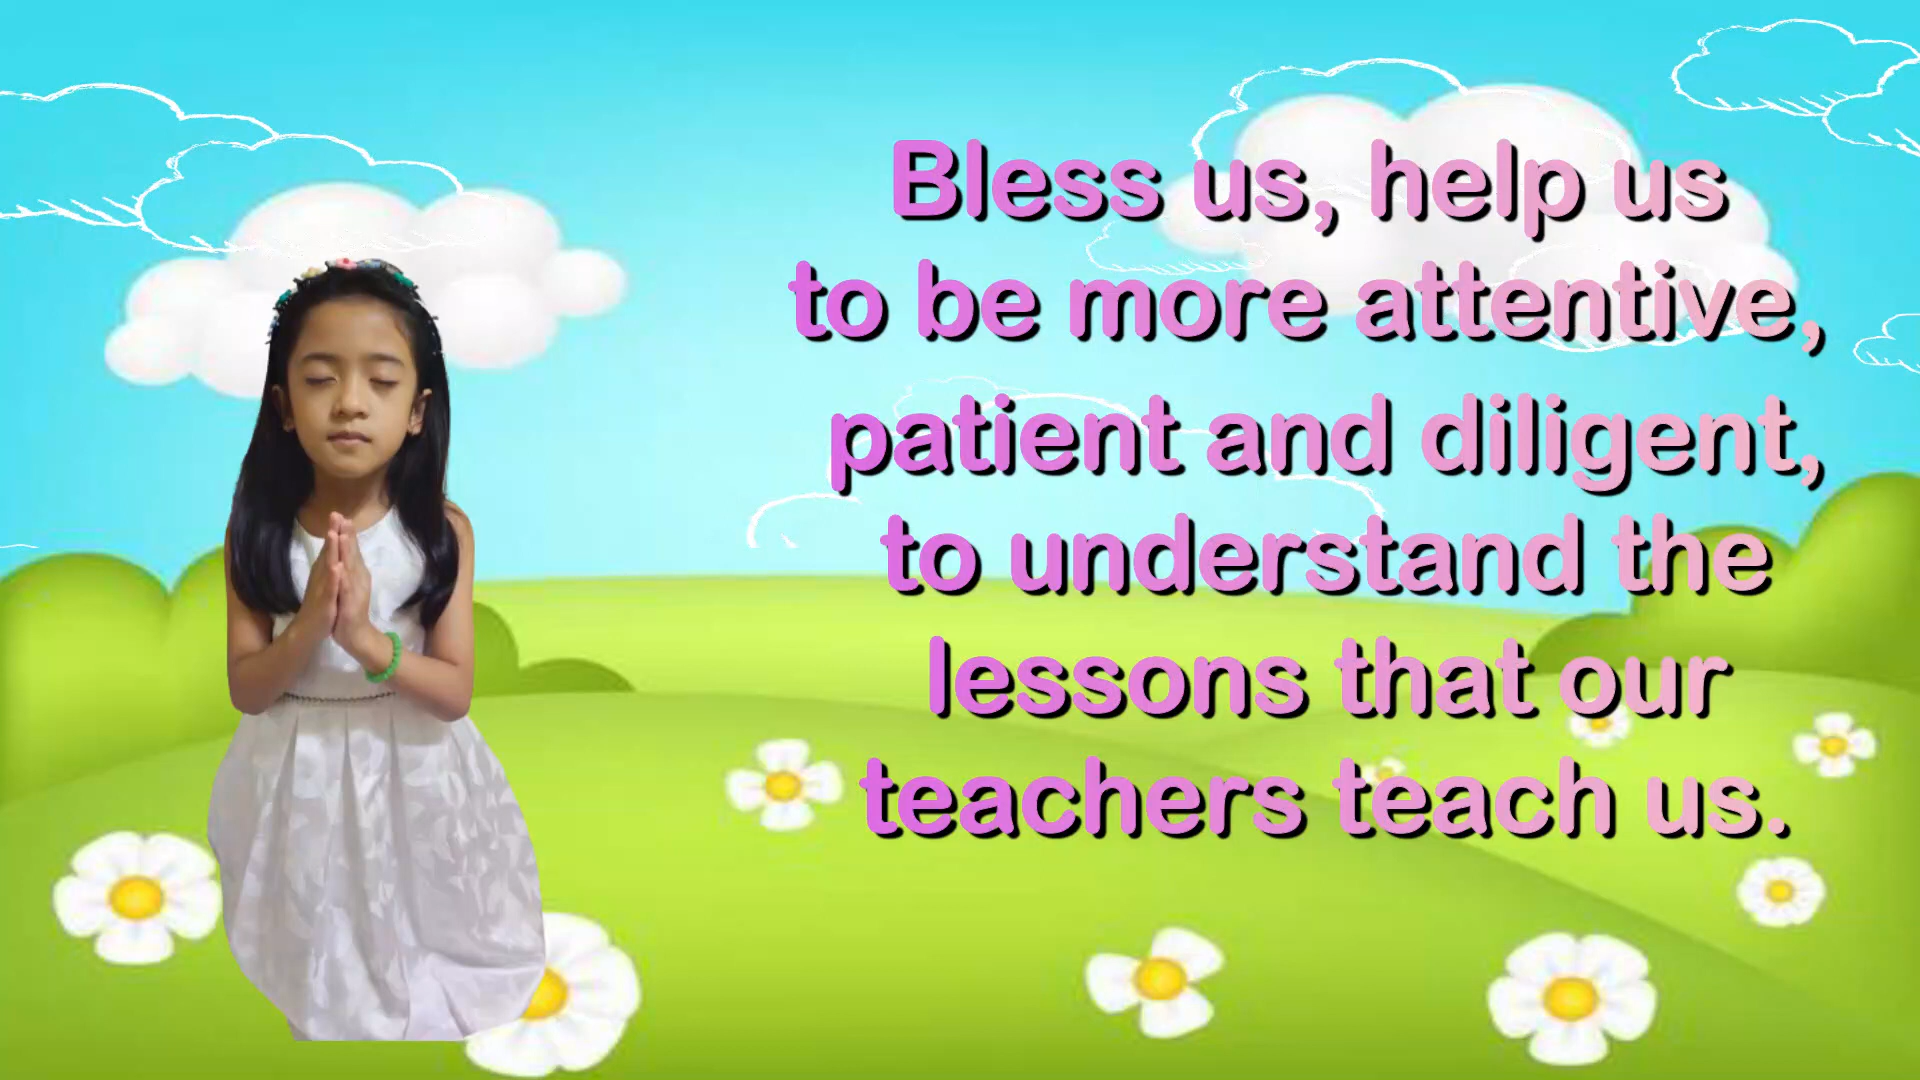 Bless us, help us
to be more attentive,
patient and diligent,
to understand the
lessons that our
teachers teach us.